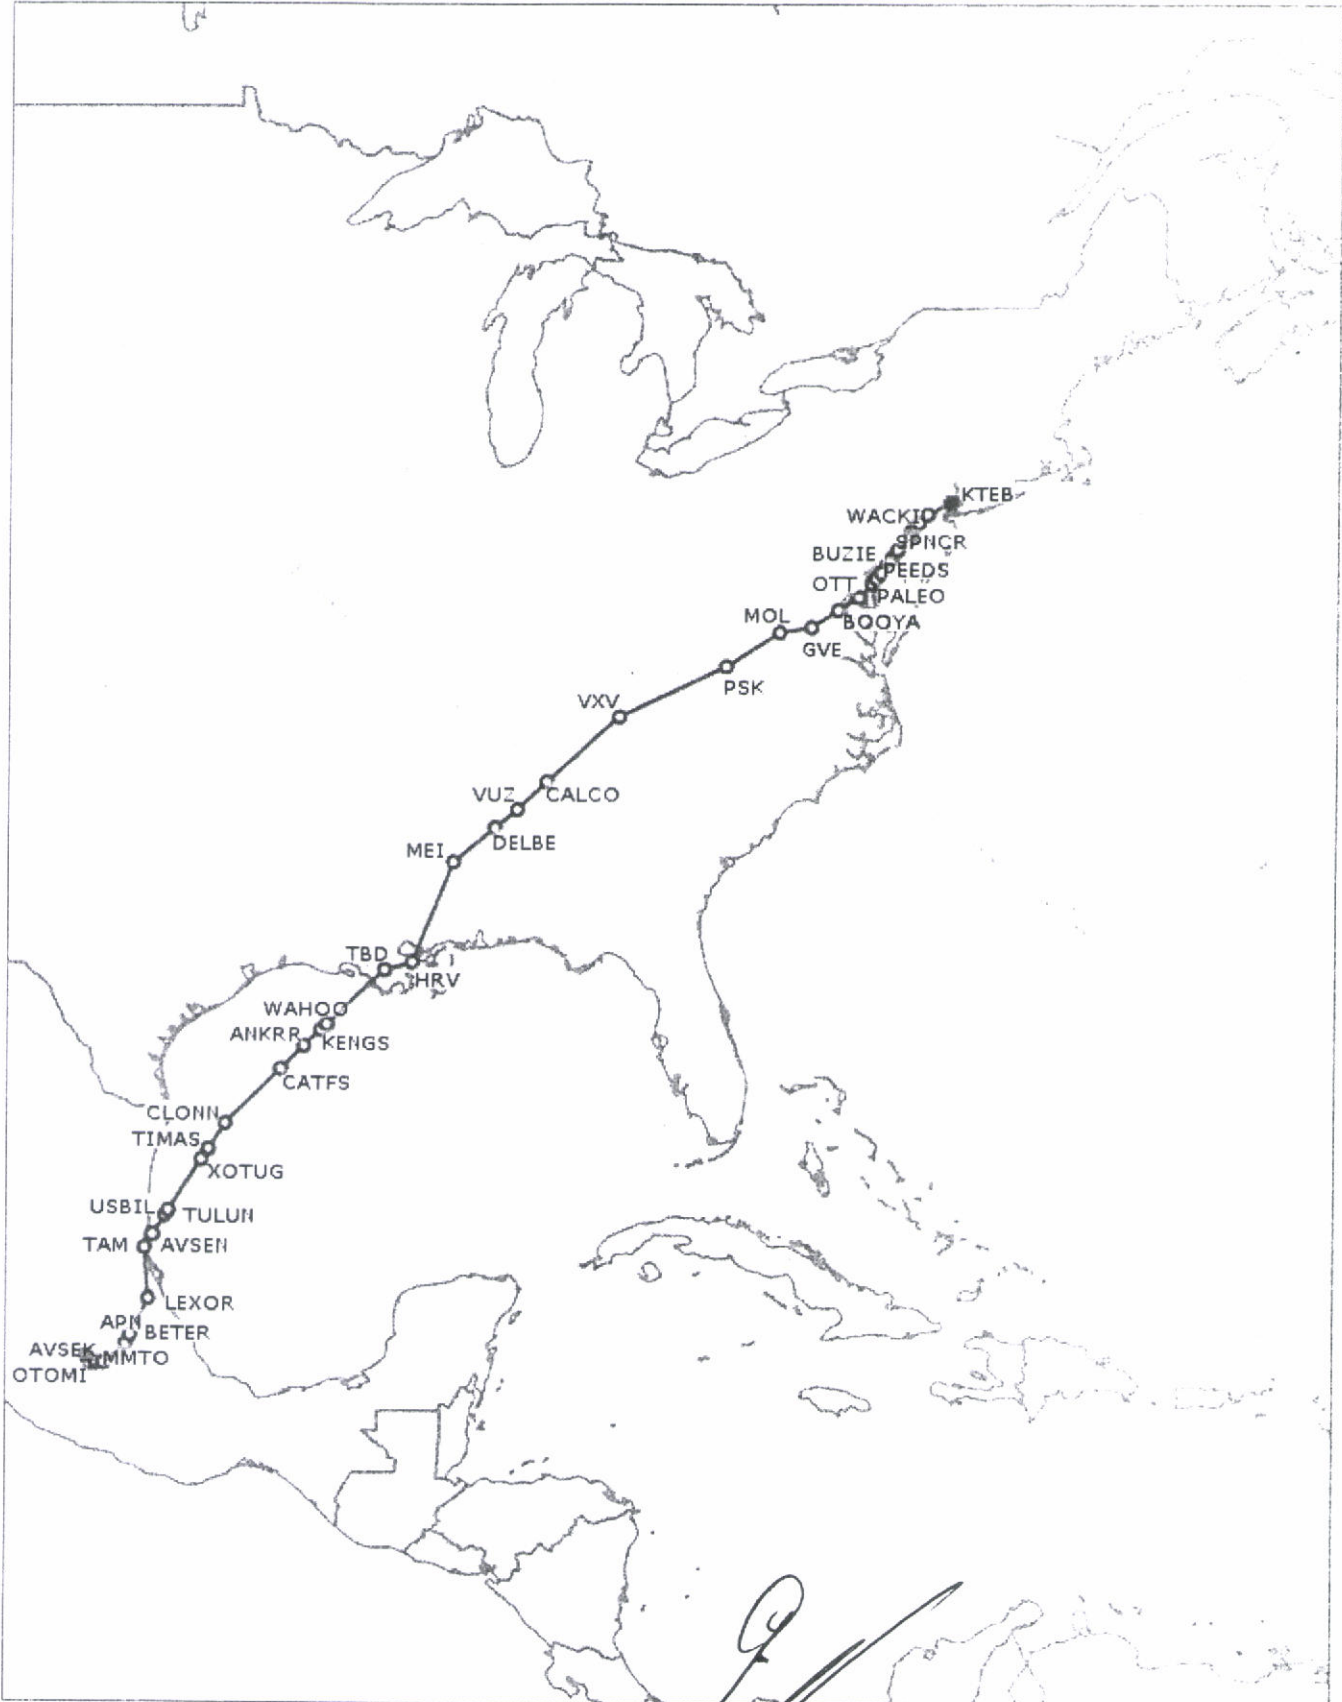 KTEB
WACKI
SPNCR
BUZIE
PEEDS
OTT
PALEO
MOL
BOOYA
GVE
PSK
VXV
VUZ
CALCO
DELBE
MEI
TBD
HRV
WAHOO
ANKRR
KENGS
CATFS
CLONN
TIMAS
XOTUG
USBIL
TULUN
TAM
AVSEN
LEXOR
APN
BETER
AVSEK
MMTO
OTOMI